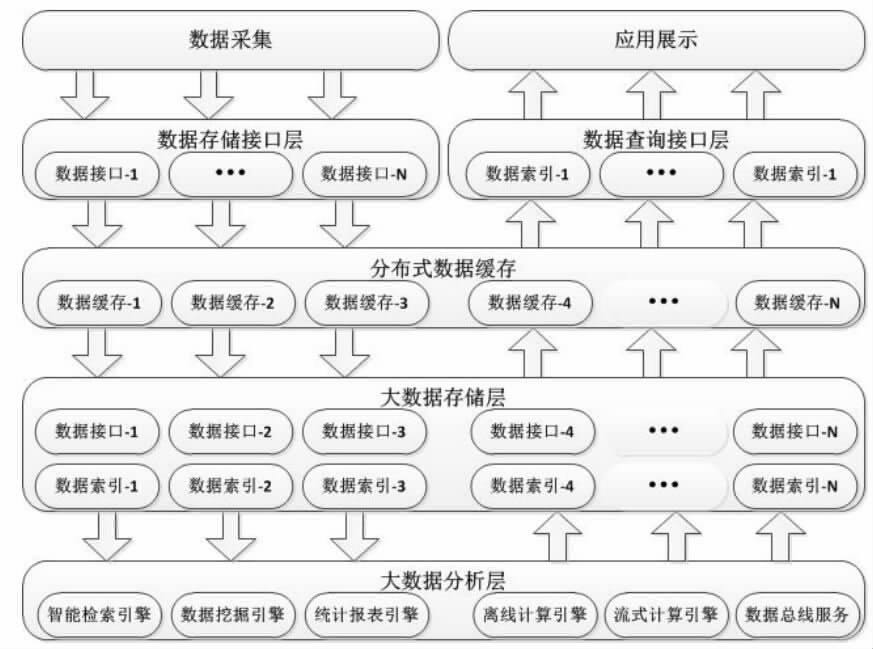 数据采集
应用展示
数据存储接口层
数据接口-1
•••
数据接口-N
数据查询接口层
数据索引-1
•••
数据索引-1
分布式数据缓存
数据缓存-1
数据缓存-2
数据缓存-3
数据缓存-4
•••
数据缓存-N
大数据存储层
数据接口-1
数据接口-2
数据接口-3
数据接口-4
•••
数据接口-N
数据索引-1
数据索引-2
数据索引-3
数据索引-4
•••
数据索引-N
大数据分析层
智能检索引擎
数据挖掘引擎
统计报表引擎
离线计算引擎
流式计算引擎
数据总线服务